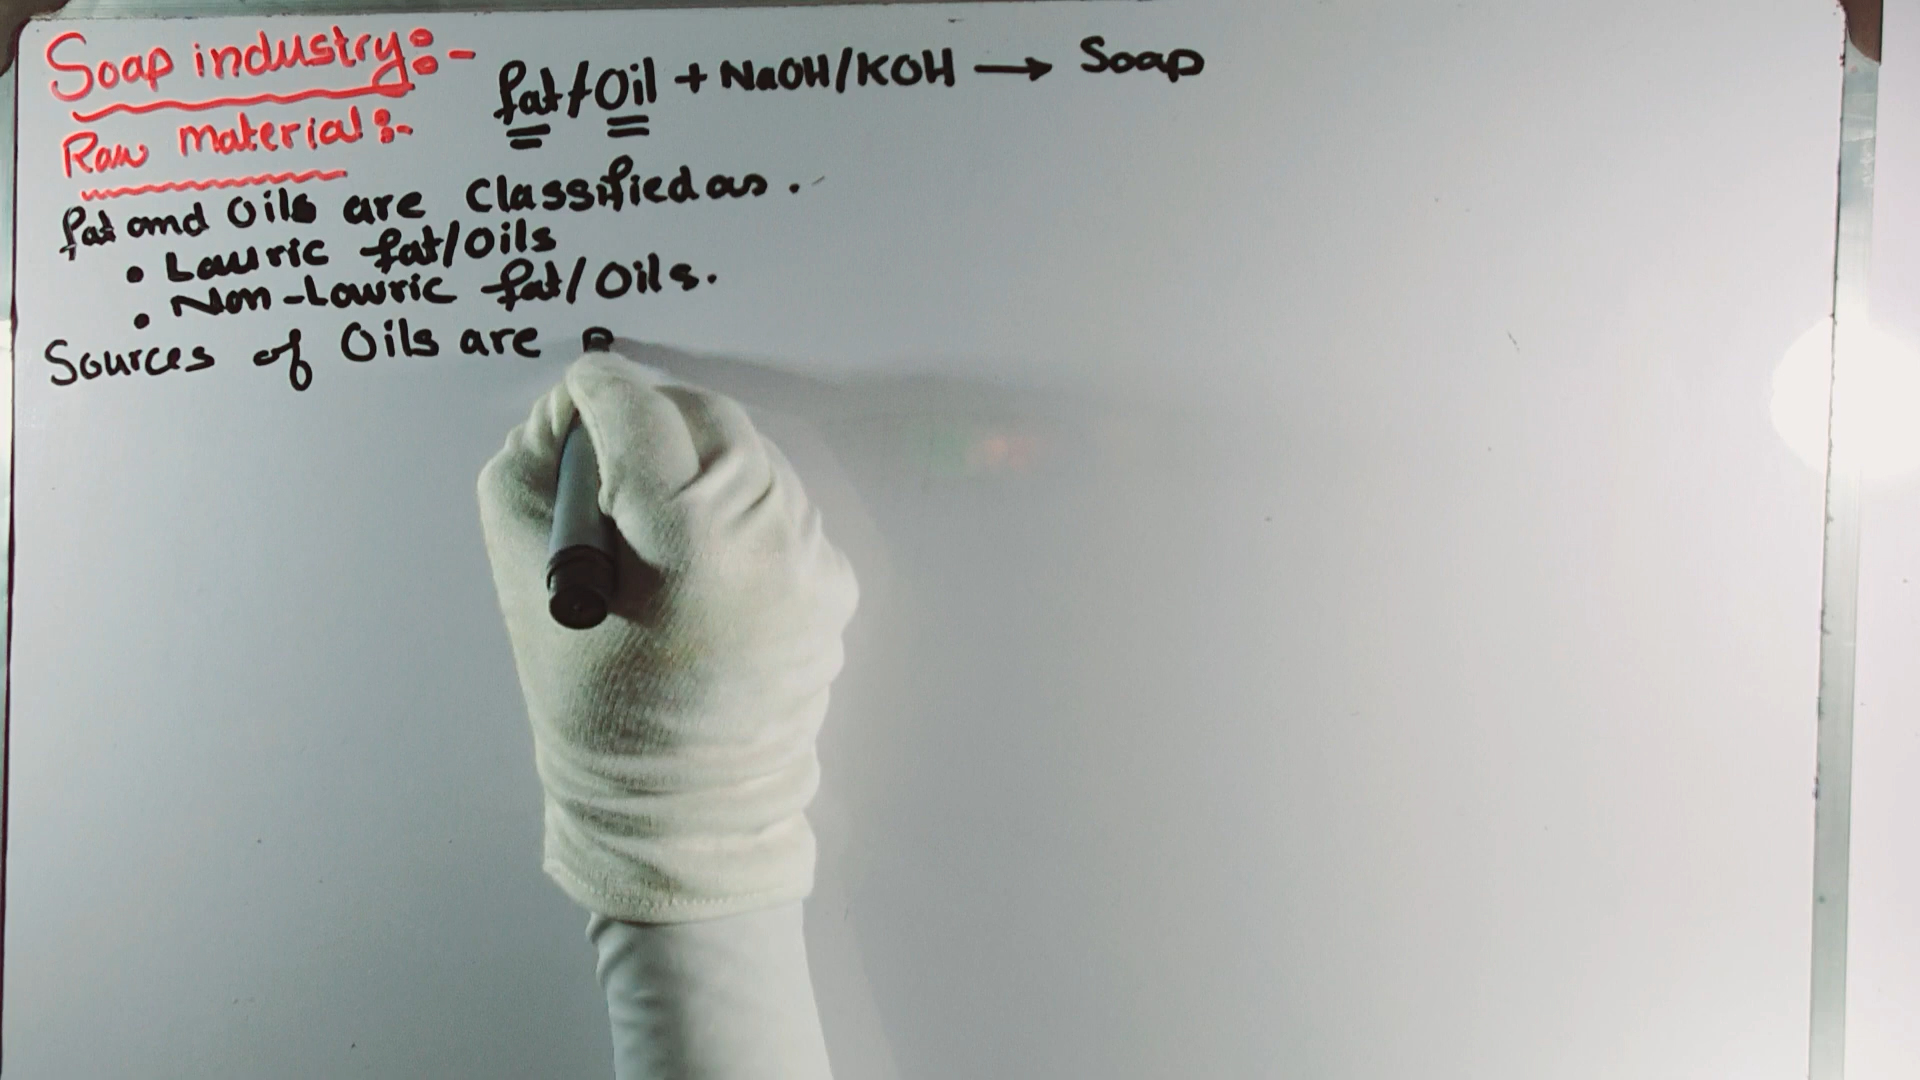 Soap industry:-
fat/Oil + NaOH/KOH → Soap
Raw material:-
fat and Oils are Classified as.
• Lauric fat/Oils
• Non-Lowric fat/Oils.
Sources of Oils are